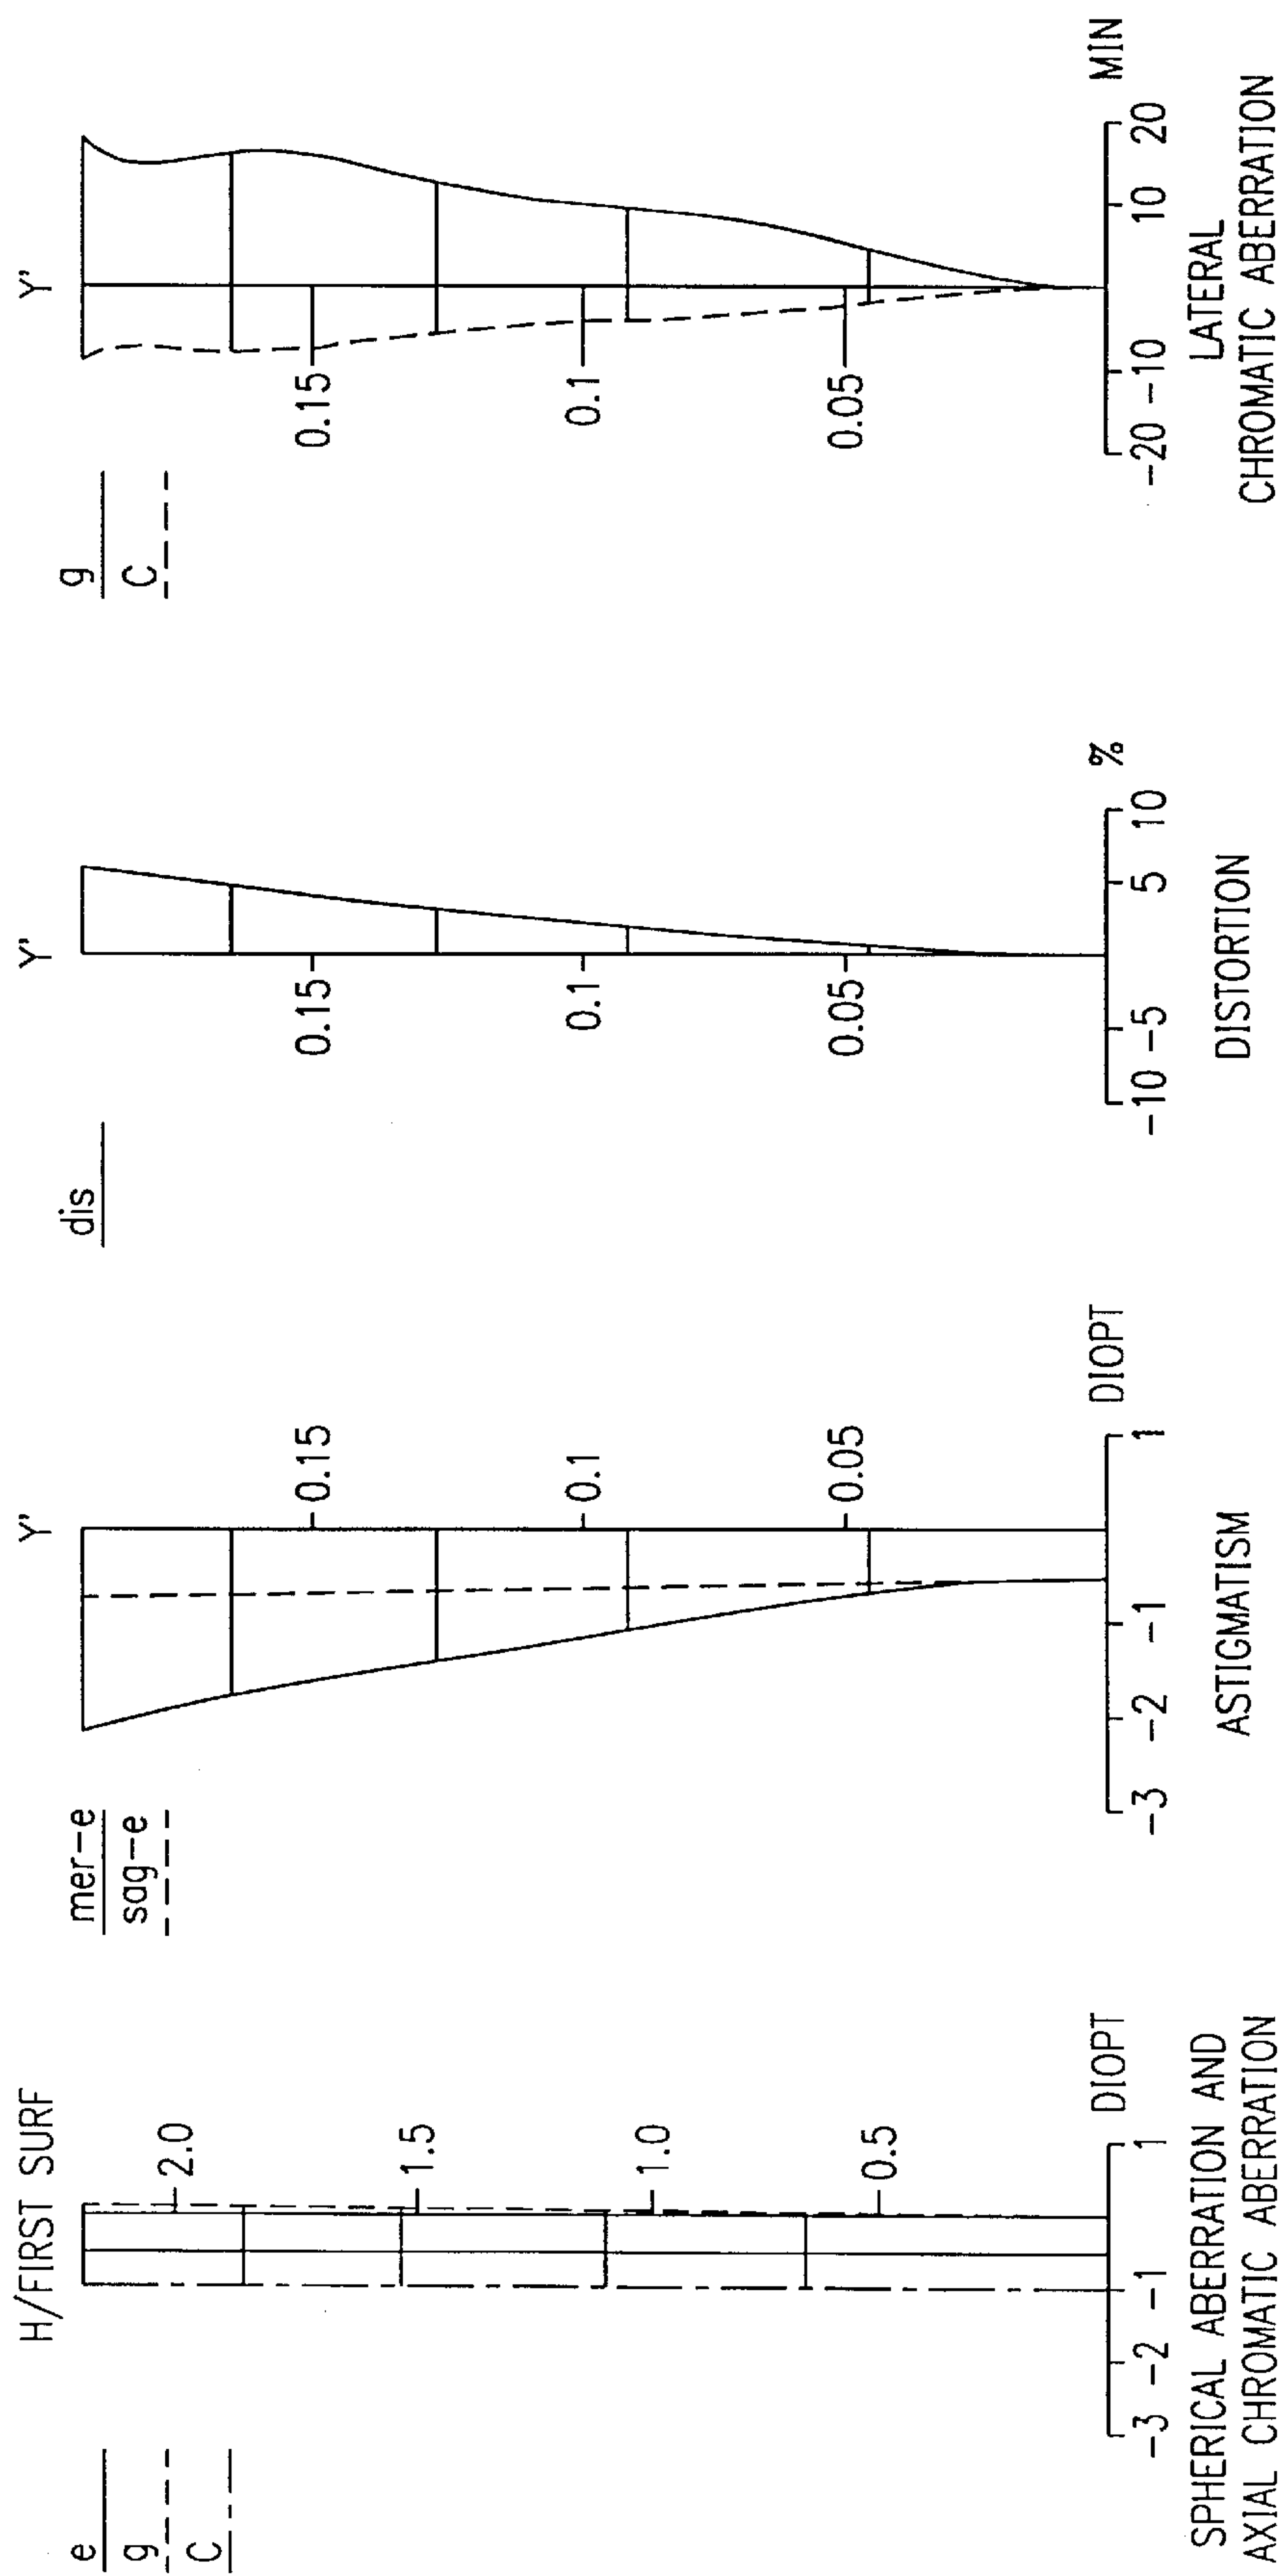 e
g
C
H/FIRST SURF
2.0
1.5
1.0
0.5
-3 -2 -1 1
DIOPT
SPHERICAL ABERRATION AND
AXIAL CHROMATIC ABERRATION
mer-e
sag-e
Y'
0.15
0.1
0.05
-3 -2 -1 1
DIOPT
ASTIGMATISM
dis
Y'
0.15
0.1
0.05
-10 -5 5 10
%
DISTORTION
g
C
Y'
0.15
0.1
0.05
-20 -10 10 20
MIN
LATERAL
CHROMATIC ABERRATION